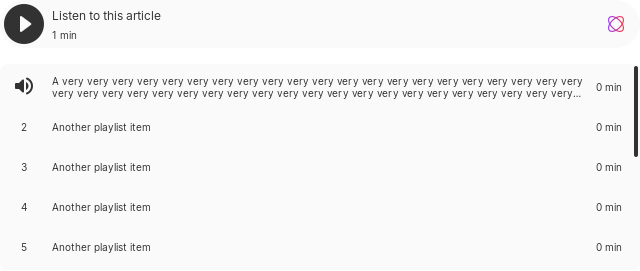 Listen to this article
1 min
A very very very very very very very very very very very very very very very very very very very very very
very very very very very very very very very very very very very very very very very very very very very...
0 min
2 Another playlist item 0 min
3 Another playlist item 0 min
4 Another playlist item 0 min
5 Another playlist item 0 min